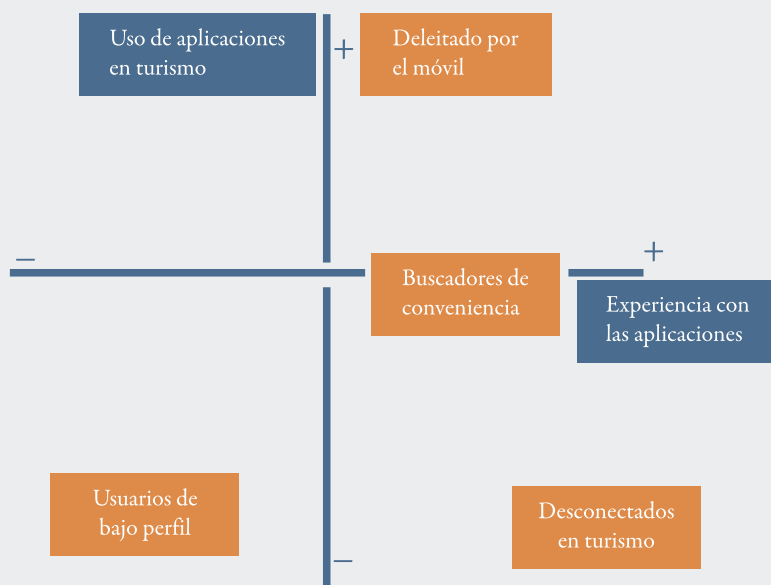 Uso de aplicaciones
en turismo
+
Deleitado por
el móvil
–
+
Buscadores de
conveniencia
Experiencia con
las aplicaciones
Usuarios de
bajo perfil
Desconectados
en turismo
–